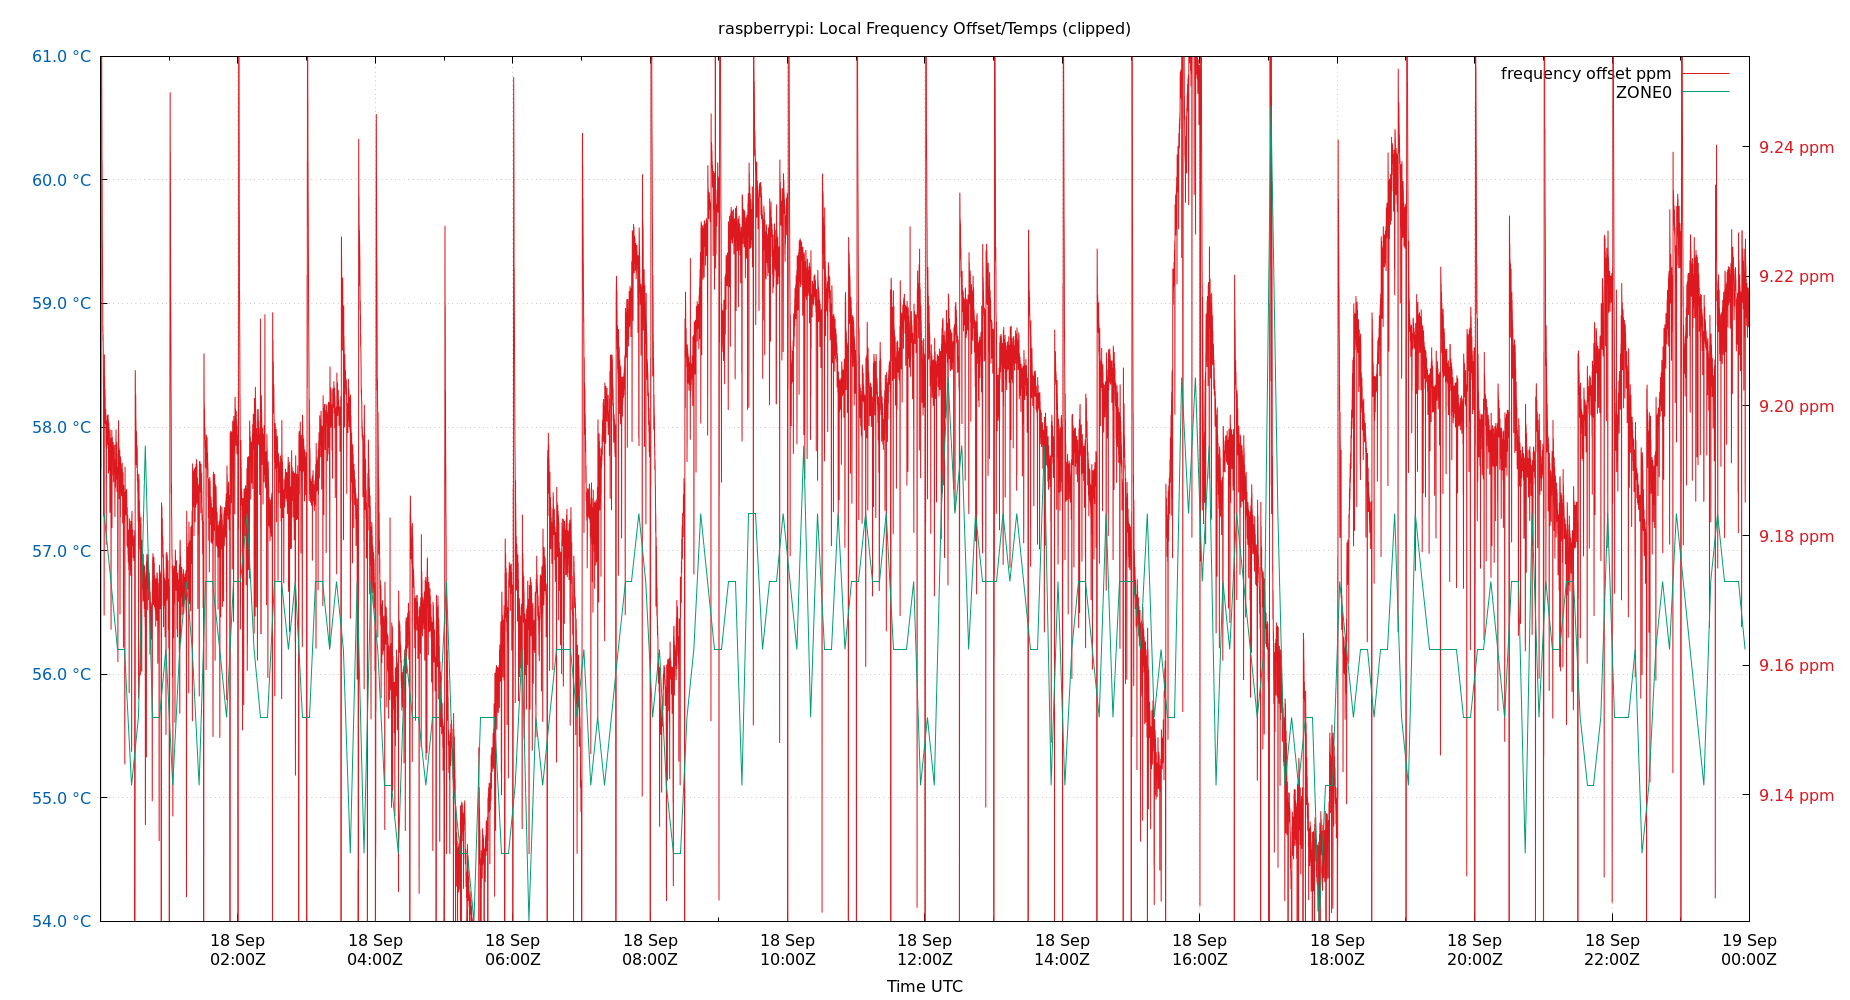 raspberrypi: Local Frequency Offset/Temps (clipped)
61.0 °C
60.0 °C
59.0 °C
58.0 °C
57.0 °C
56.0 °C
55.0 °C
54.0 °C
frequency offset ppm
ZONE0
9.24 ppm
9.22 ppm
9.20 ppm
9.18 ppm
9.16 ppm
9.14 ppm
18 Sep 18 Sep 18 Sep 18 Sep 18 Sep 18 Sep 18 Sep 18 Sep 18 Sep 18 Sep 18 Sep 19 Sep
02:00Z 04:00Z 06:00Z 08:00Z 10:00Z 12:00Z 14:00Z 16:00Z 18:00Z 20:00Z 22:00Z 00:00Z
Time UTC